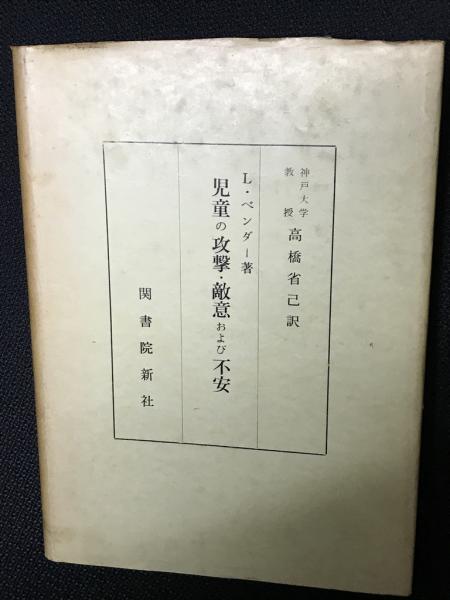 神戸大学
教授
高橋省己訳
L・ベンダー著
児童の攻撃・敵意および不安
関書院新社